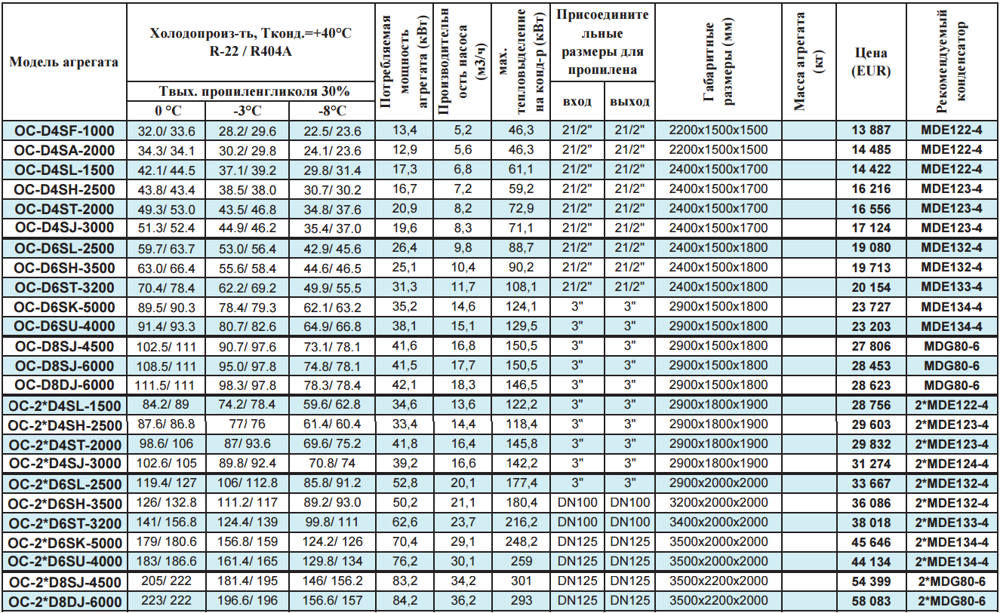 Модель агрегата
Холодопроиз-ть, Тконд.=+40°C
R-22 / R404A
Твых. пропиленгликоля 30%
0 °C -3°C -8°C
Потребляемая
мощность
агрегата (кВт)
Производительн
ость насоса
(м3/ч)
мах.
тепловыделение
на конд-р (кВт)
Присоедините
льные
размеры для
пропилена
вход выход
Габаритные
размеры (мм)
Масса агрегата
(кг)
Цена
(EUR)
Рекомендуемый
конденсатор
OC-D4SF-1000 32.0/ 33.6 28.2/ 29.6 22.5/ 23.6 13,4 5,2 46,3 21/2" 21/2" 2200x1500x1500 13 887 MDE122-4
OC-D4SA-2000 34.3/ 34.1 30.2/ 29.8 24.1/ 23.6 12,9 5,6 46,3 21/2" 21/2" 2200x1500x1500 14 485 MDE122-4
OC-D4SL-1500 42.1/ 44.5 37.1/ 39.2 29.8/ 31.4 17,3 6,8 61,1 21/2" 21/2" 2400x1500x1700 14 422 MDE122-4
OC-D4SH-2500 43.8/ 43.4 38.5/ 38.0 30.7/ 30.2 16,7 7,2 59,2 21/2" 21/2" 2400x1500x1700 16 216 MDE123-4
OC-D4ST-2000 49.3/ 53.0 43.5/ 46.8 34.8/ 37.6 20,9 8,2 72,9 21/2" 21/2" 2400x1500x1700 16 556 MDE123-4
OC-D4SJ-3000 51.3/ 52.4 44.9/ 46.2 35.4/ 37.0 19,6 8,3 71,1 21/2" 21/2" 2400x1500x1700 17 124 MDE123-4
OC-D6SL-2500 59.7/ 63.7 53.0/ 56.4 42.9/ 45.6 26,4 9,8 88,7 21/2" 21/2" 2400x1500x1800 19 080 MDE132-4
OC-D6SH-3500 63.0/ 66.4 55.6/ 58.4 44.6/ 46.5 25,1 10,4 90,2 21/2" 21/2" 2400x1500x1800 19 713 MDE132-4
OC-D6ST-3200 70.4/ 78.4 62.2/ 69.2 49.9/ 55.5 31,3 11,7 108,1 21/2" 21/2" 2400x1500x1800 20 154 MDE133-4
OC-D6SK-5000 89.5/ 90.3 78.4/ 79.3 62.1/ 63.2 35,2 14,6 124,1 3" 3" 2900x1500x1800 23 727 MDE134-4
OC-D6SU-4000 91.4/ 93.3 80.7/ 82.6 64.9/ 66.8 38,1 15,1 129,5 3" 3" 2900x1500x1800 23 203 MDE134-4
OC-D8SJ-4500 102.5/ 111 90.7/ 97.6 73.1/ 78.1 41,6 16,8 150,5 3" 3" 2900x1500x1800 27 806 MDG80-6
OC-D8SJ-6000 108.5/ 111 95.0/ 97.8 74.8/ 78.1 41,5 17,7 150,5 3" 3" 2900x1500x1800 28 453 MDG80-6
OC-D8DJ-6000 111.5/ 111 98.3/ 97.8 78.3/ 78.4 42,1 18,3 146,5 3" 3" 2900x1500x1800 28 623 MDG80-6
OC-2*D4SL-1500 84.2/ 89 74.2/ 78.4 59.6/ 62.8 34,6 13,6 122,2 3" 3" 2900x1800x1900 28 756 2*MDE122-4
OC-2*D4SH-2500 87.6/ 86.8 77/ 76 61.4/ 60.4 33,4 14,4 118,4 3" 3" 2900x1800x1900 29 603 2*MDE123-4
OC-2*D4ST-2000 98.6/ 106 87/ 93.6 69.6/ 75.2 41,8 16,4 145,8 3" 3" 2900x1800x1900 29 832 2*MDE123-4
OC-2*D4SJ-3000 102.6/ 105 89.8/ 92.4 70.8/ 74 39,2 16,6 142,2 3" 3" 2900x1800x1900 31 274 2*MDE124-4
OC-2*D6SL-2500 119.4/ 127 106/ 112.8 85.8/ 91.2 52,8 20,1 177,4 3" 3" 2900x2000x2000 33 667 2*MDE132-4
OC-2*D6SH-3500 126/ 132.8 111.2/ 117 89.2/ 93.0 50,2 21,1 180,4 DN100 DN100 3200x2000x2000 36 086 2*MDE132-4
OC-2*D6ST-3200 141/ 156.8 124.4/ 139 99.8/ 111 62,6 23,7 216,2 DN100 DN100 3400x2000x2000 38 018 2*MDE133-4
OC-2*D6SK-5000 179/ 180.6 156.8/ 159 124.2/ 126 70,4 29,1 248,2 DN125 DN125 3500x2000x2000 45 646 2*MDE134-4
OC-2*D6SU-4000 183/ 186.6 161.4/ 165 129.8/ 134 76,2 30,1 259 DN125 DN125 3500x2000x2000 44 134 2*MDE134-4
OC-2*D8SJ-4500 205/ 222 181.4/ 195 146/ 156.2 83,2 34,2 301 DN125 DN125 3500x2200x2000 54 399 2*MDG80-6
OC-2*D8DJ-6000 223/ 222 196.6/ 196 156.6/ 157 84,2 36,2 293 DN125 DN125 3500x2200x2000 58 083 2*MDG80-6